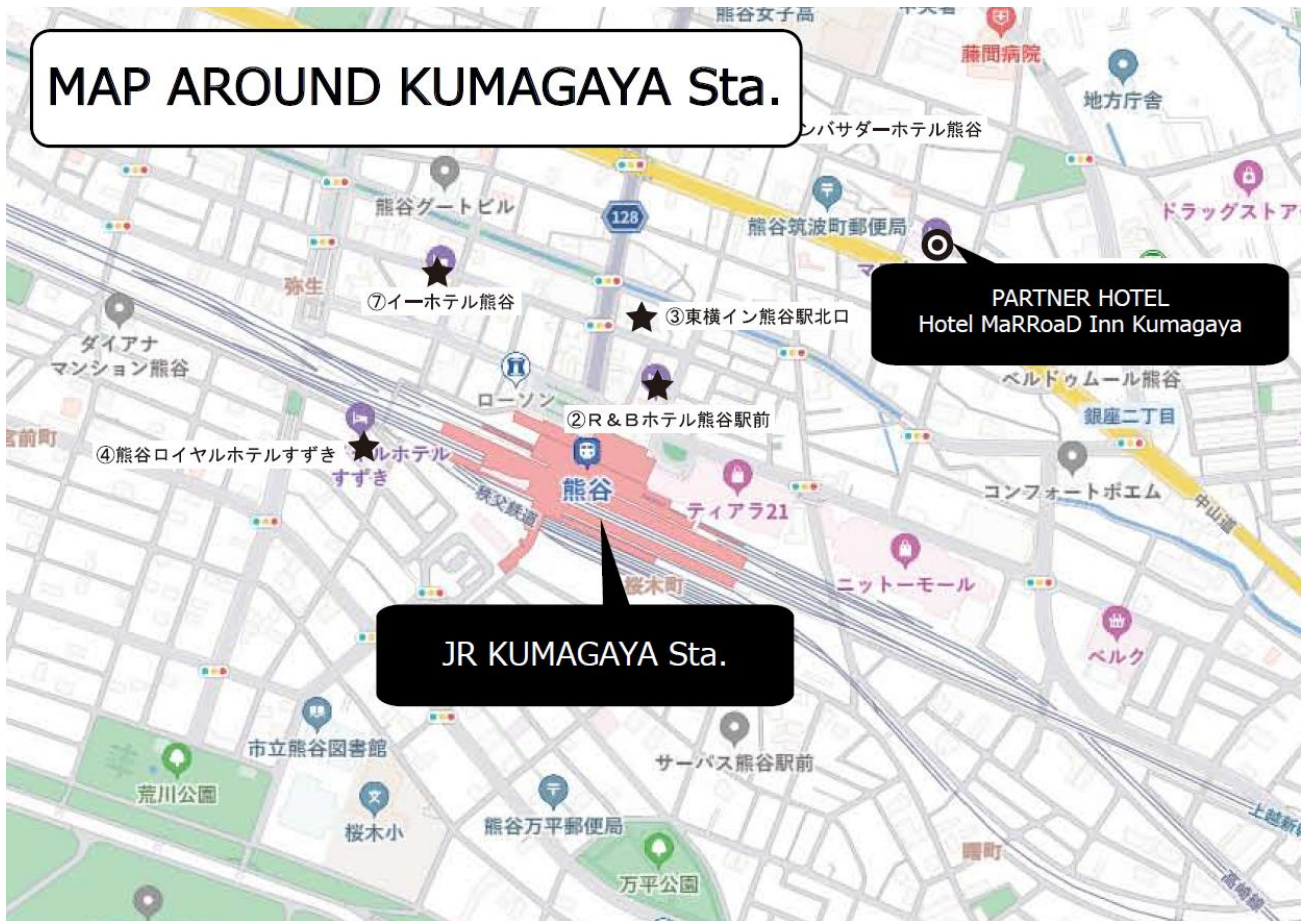 熊谷女子高
MAP AROUND KUMAGAYA Sta.
藤間病院
地方庁舎
ンバサダーホテル熊谷
熊谷グートビル
128
熊谷筑波町郵便局
ドラッグストア
弥生
⑦イーホテル熊谷
③東横イン熊谷駅北口
PARTNER HOTEL
Hotel MaRRoaD Inn Kumagaya
ダイアナ
マンション熊谷
ローソン
ベルドゥムール熊谷
②R&Bホテル熊谷駅前
銀座二丁目
宮前町
④熊谷ロイヤルホテルすずき
ルホテル
すずき
熊谷
秩父鉄道
ティアラ21
コンフォートポエム
中山道
ニットーモール
桜木町
JR KUMAGAYA Sta.
ベルク
市立熊谷図書館
サーパス熊谷駅前
荒川公園
桜木小
熊谷万平郵便局
上越新幹
曙町
万平公園
高崎線